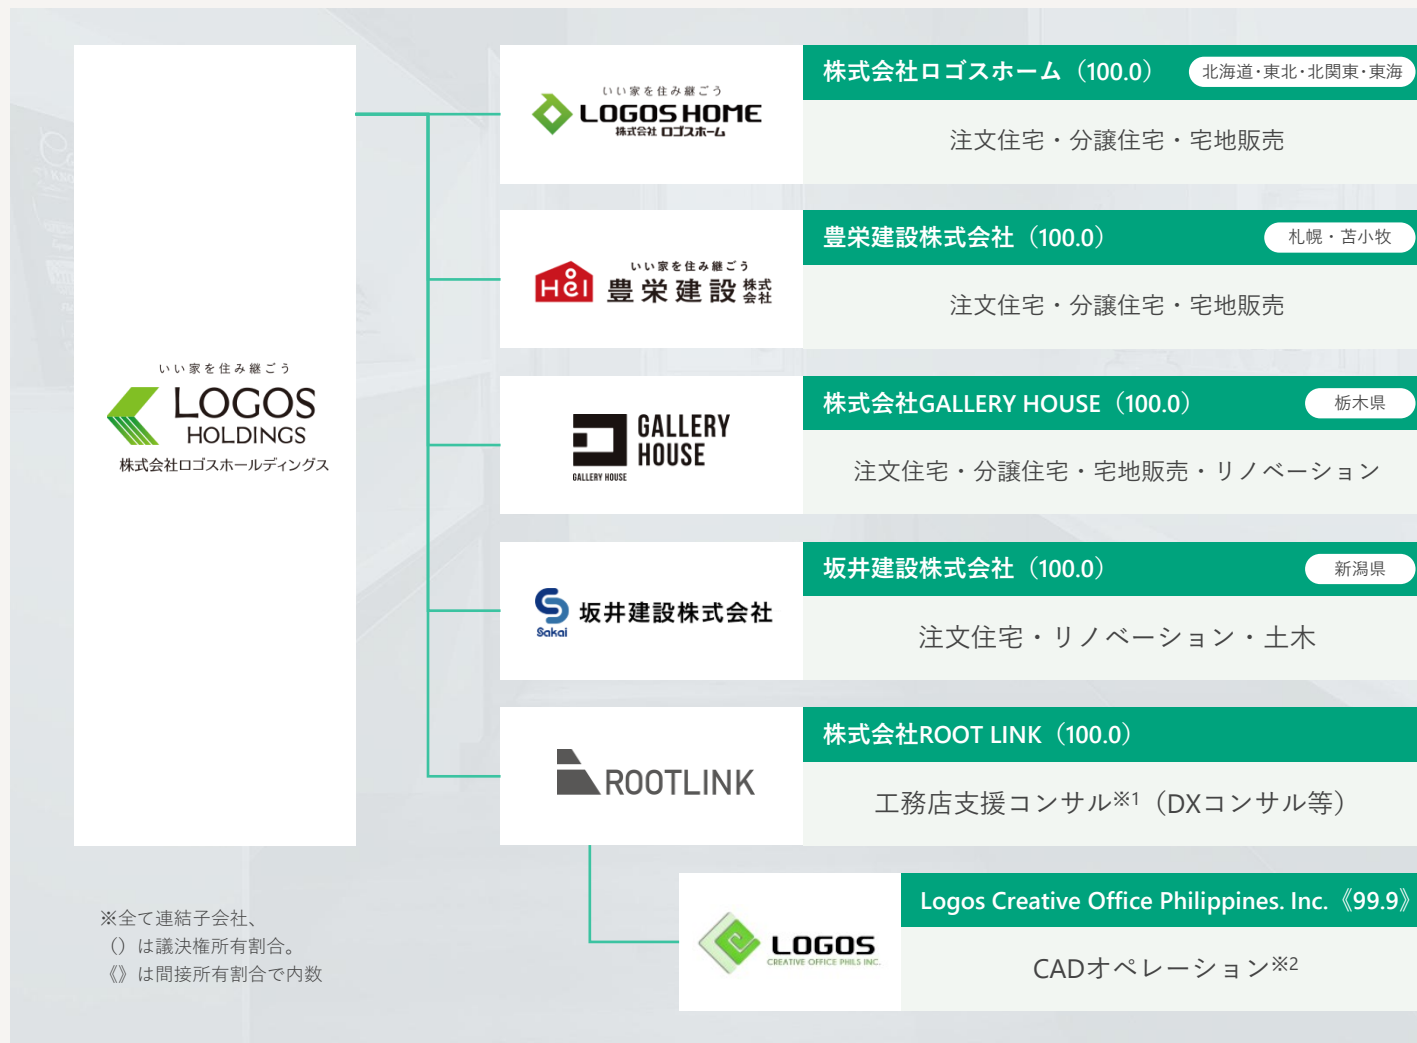 いい家を住み継ごう
LOGOS
HOLDINGS
株式会社ロゴスホールディングス
いい家を住み継ごう
LOGOS HOME
株式会社 ロゴスホーム
株式会社ロゴスホーム（100.0）
北海道・東北・北関東・東海
注文住宅・分譲住宅・宅地販売
いい家を住み継ごう
Hel 豊栄建設株式会社
豊栄建設株式会社（100.0）
札幌・苫小牧
注文住宅・分譲住宅・宅地販売
GALLERY
HOUSE
GALLERY HOUSE
株式会社GALLERY HOUSE（100.0）
栃木県
注文住宅・分譲住宅・宅地販売・リノベーション
Sakai
坂井建設株式会社
坂井建設株式会社（100.0）
新潟県
注文住宅・リノベーション・土木
ROOTLINK
株式会社ROOT LINK（100.0）
工務店支援コンサル※1（DXコンサル等）
LOGOS
CREATIVE OFFICE PHILS INC.
Logos Creative Office Philippines. Inc.《99.9》
CADオペレーション※2
※全て連結子会社、
（）は議決権所有割合。
《》は間接所有割合で内数